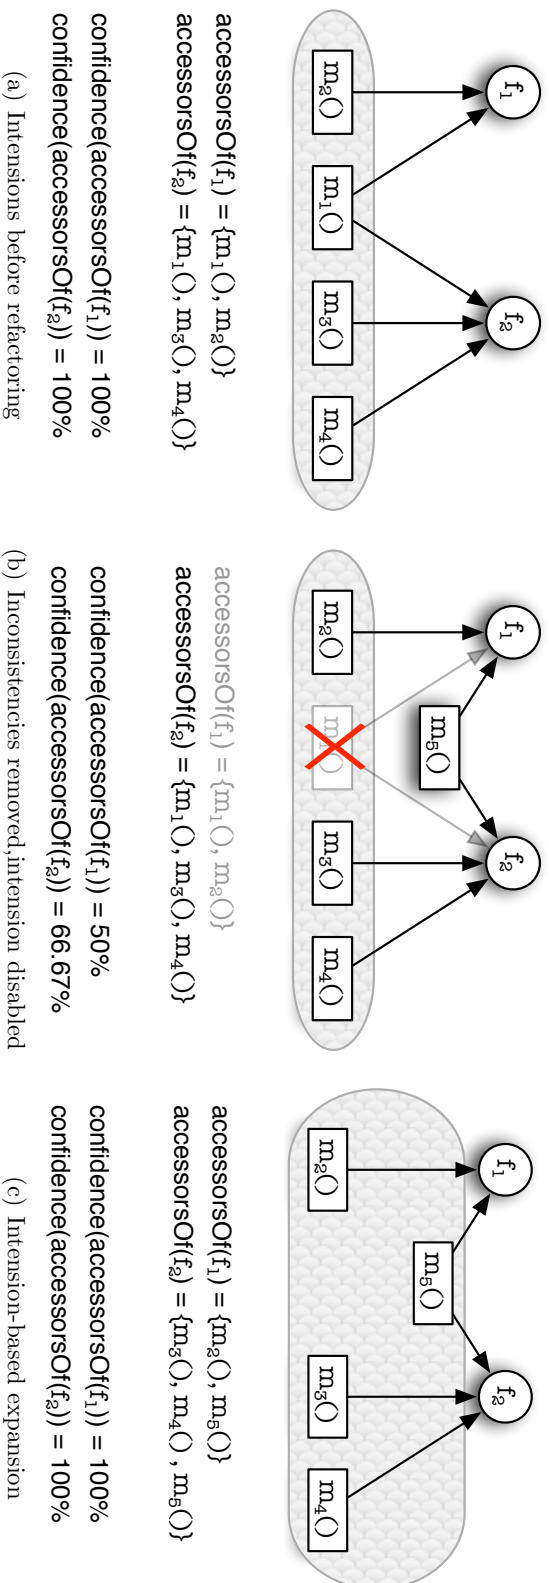 f₁
f₂
m₂()
m₁()
m₃()
m₄()
accessorsOf(f₁) = {m₁(), m₂()}
accessorsOf(f₂) = {m₁(), m₃(), m₄()}
confidence(accessorsOf(f₁)) = 100%
confidence(accessorsOf(f₂)) = 100%
(a) Intensions before refactoring
f₁
f₂
m₅()
m₂()
m₁()
m₃()
m₄()
accessorsOf(f₁) = {m₁(), m₂()}
accessorsOf(f₂) = {m₁(), m₃(), m₄()}
confidence(accessorsOf(f₁)) = 50%
confidence(accessorsOf(f₂)) = 66.67%
(b) Inconsistencies removed,intension disabled
f₁
f₂
m₅()
m₂()
m₃()
m₄()
accessorsOf(f₁) = {m₂(), m₅()}
accessorsOf(f₂) = {m₃(), m₄() , m₅()}
confidence(accessorsOf(f₁)) = 100%
confidence(accessorsOf(f₂)) = 100%
(c) Intension-based expansion